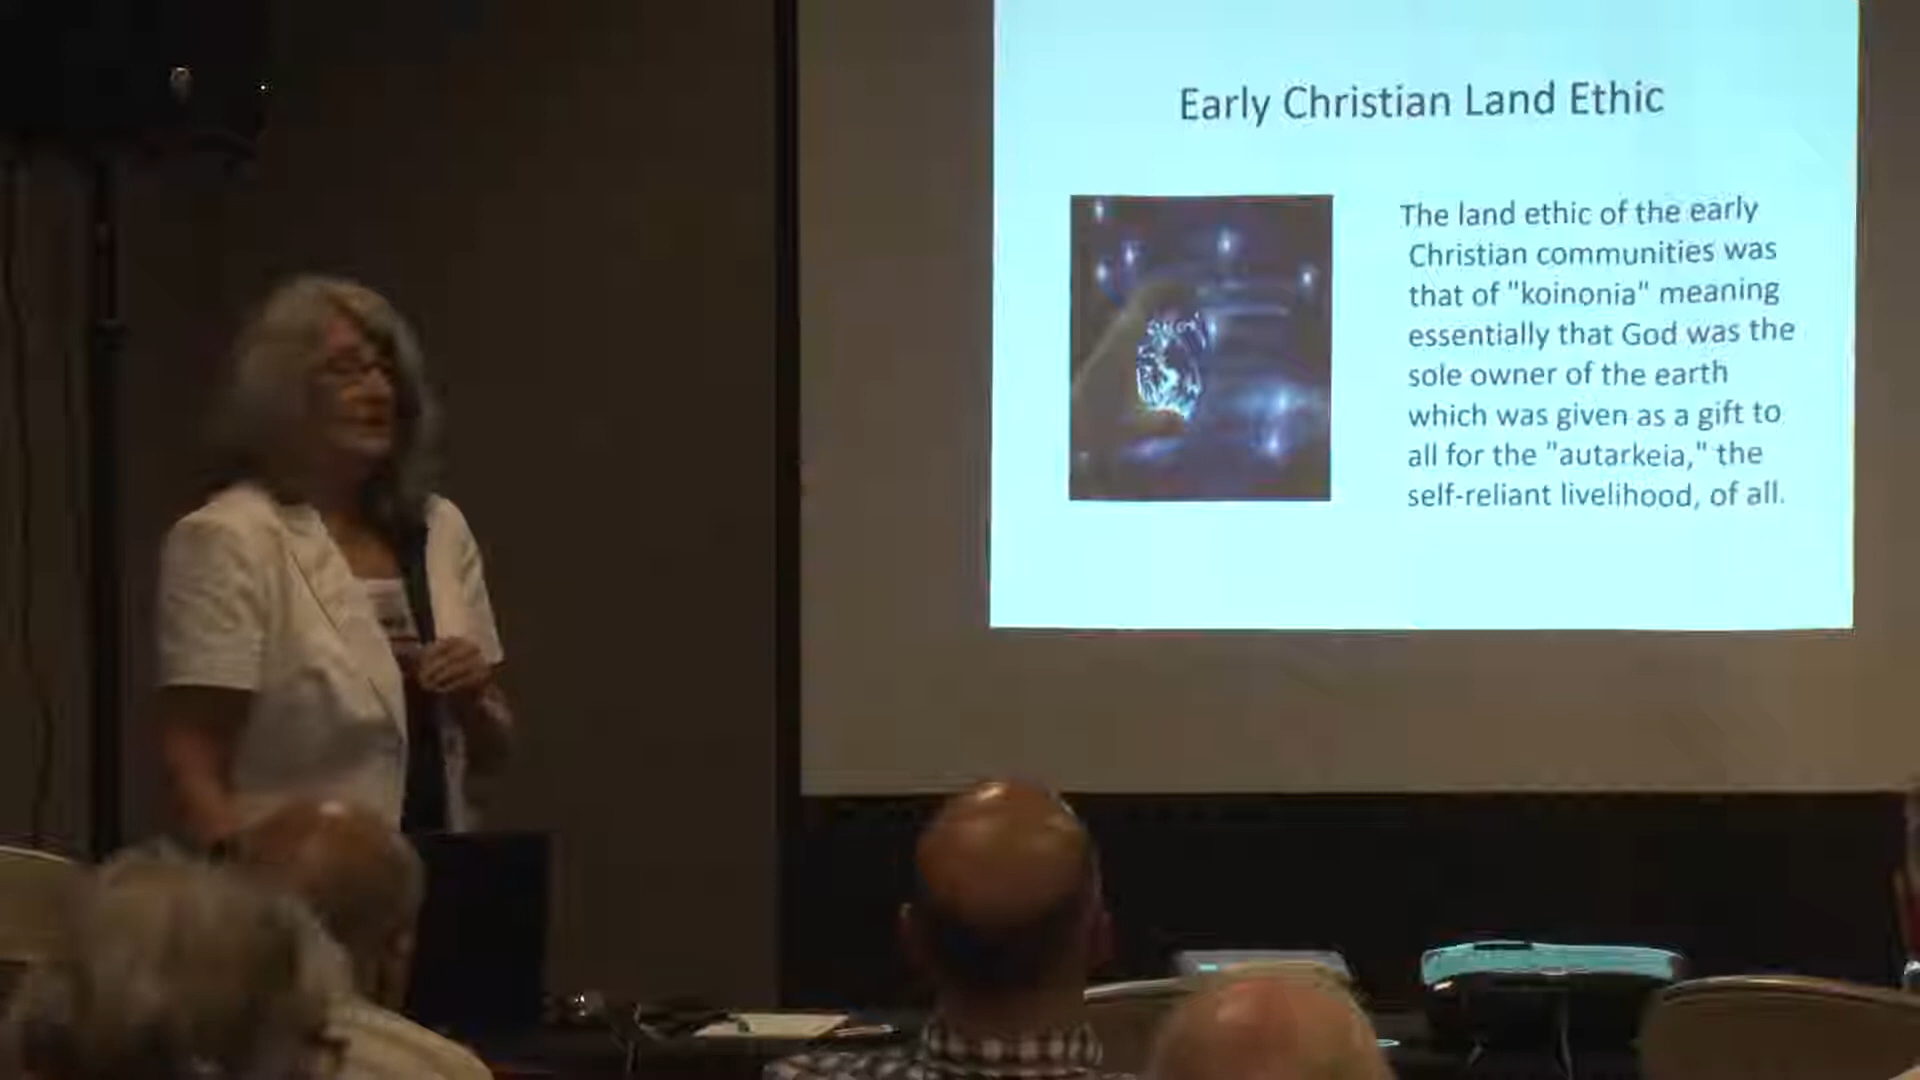 Early Christian Land Ethic
The land ethic of the early
Christian communities was
that of "koinonia" meaning
essentially that God was the
sole owner of the earth
which was given as a gift to
all for the "autarkeia," the
self-reliant livelihood, of all.